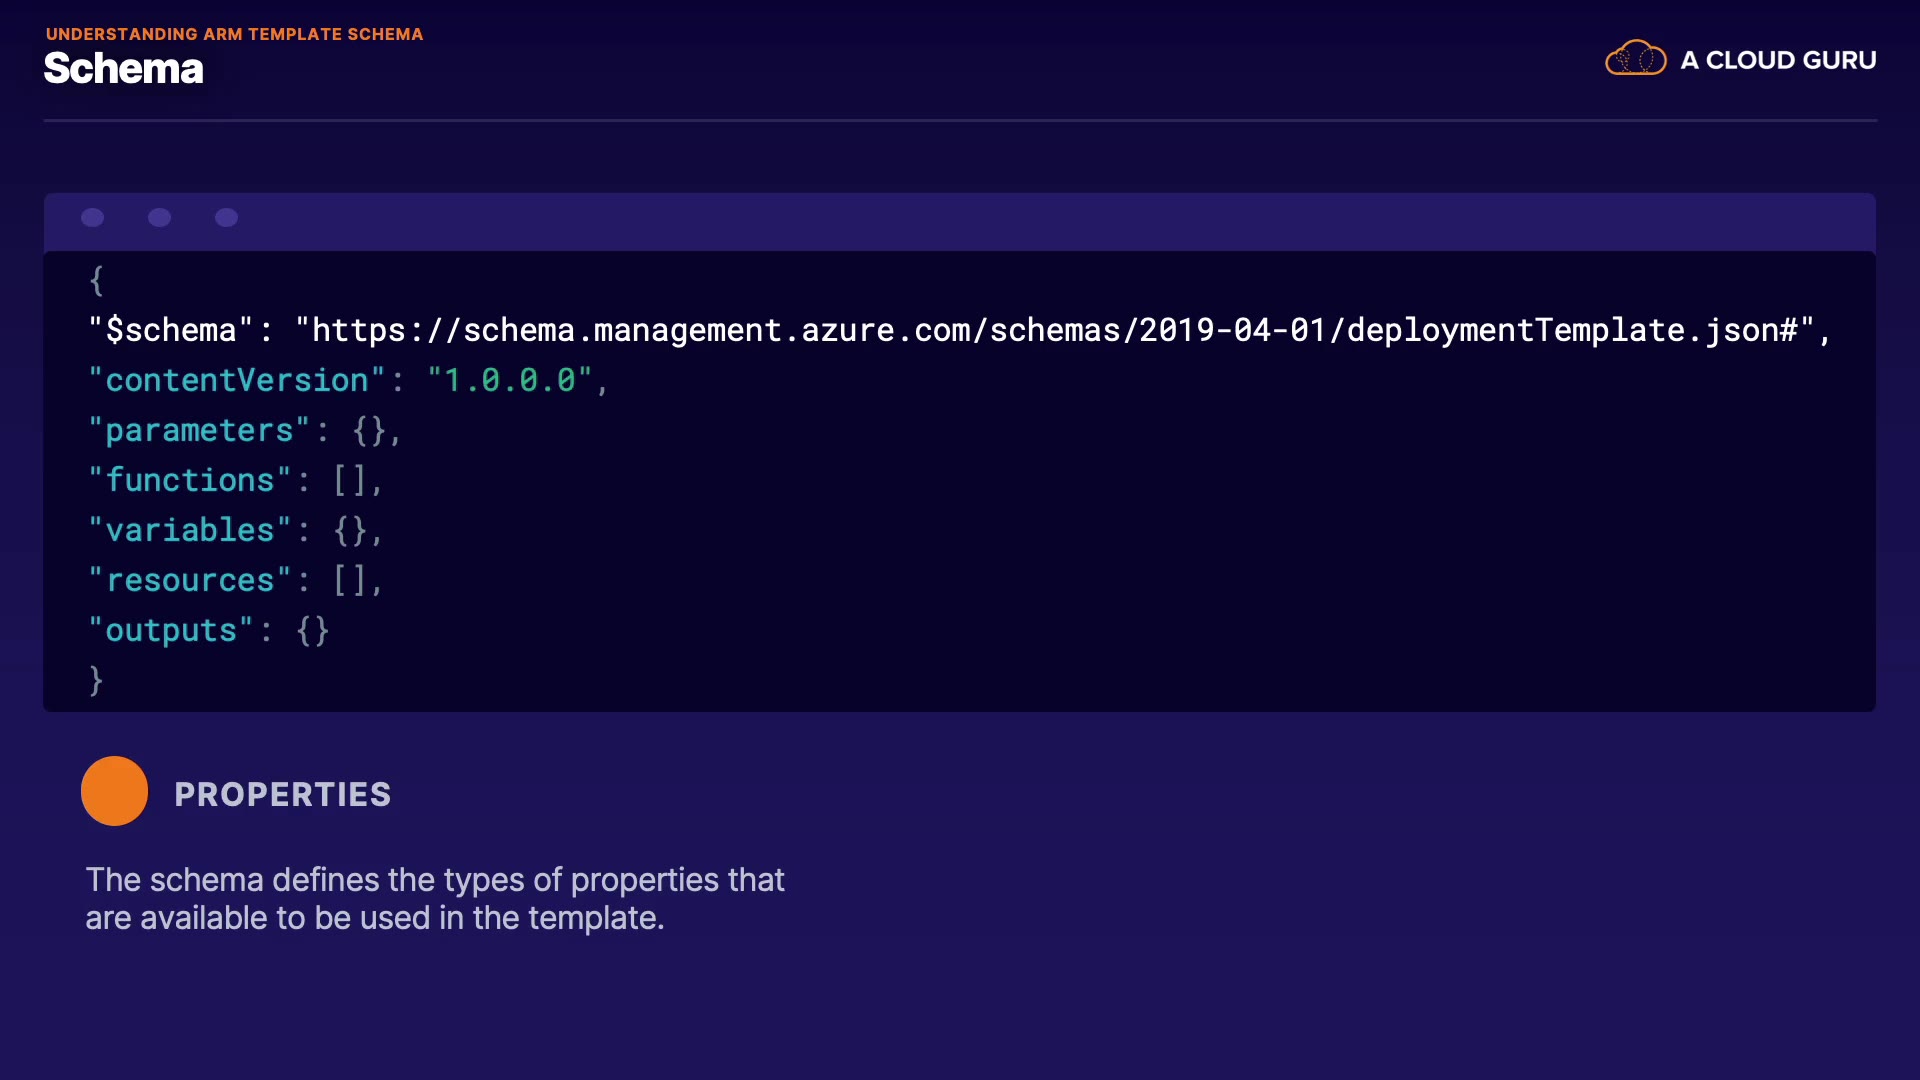 UNDERSTANDING ARM TEMPLATE SCHEMA
Schema
A CLOUD GURU
{
"$schema": "https://schema.management.azure.com/schemas/2019-04-01/deploymentTemplate.json#",
"contentVersion": "1.0.0.0",
"parameters": {},
"functions": [],
"variables": {},
"resources": [],
"outputs": {}
}
PROPERTIES
The schema defines the types of properties that
are available to be used in the template.